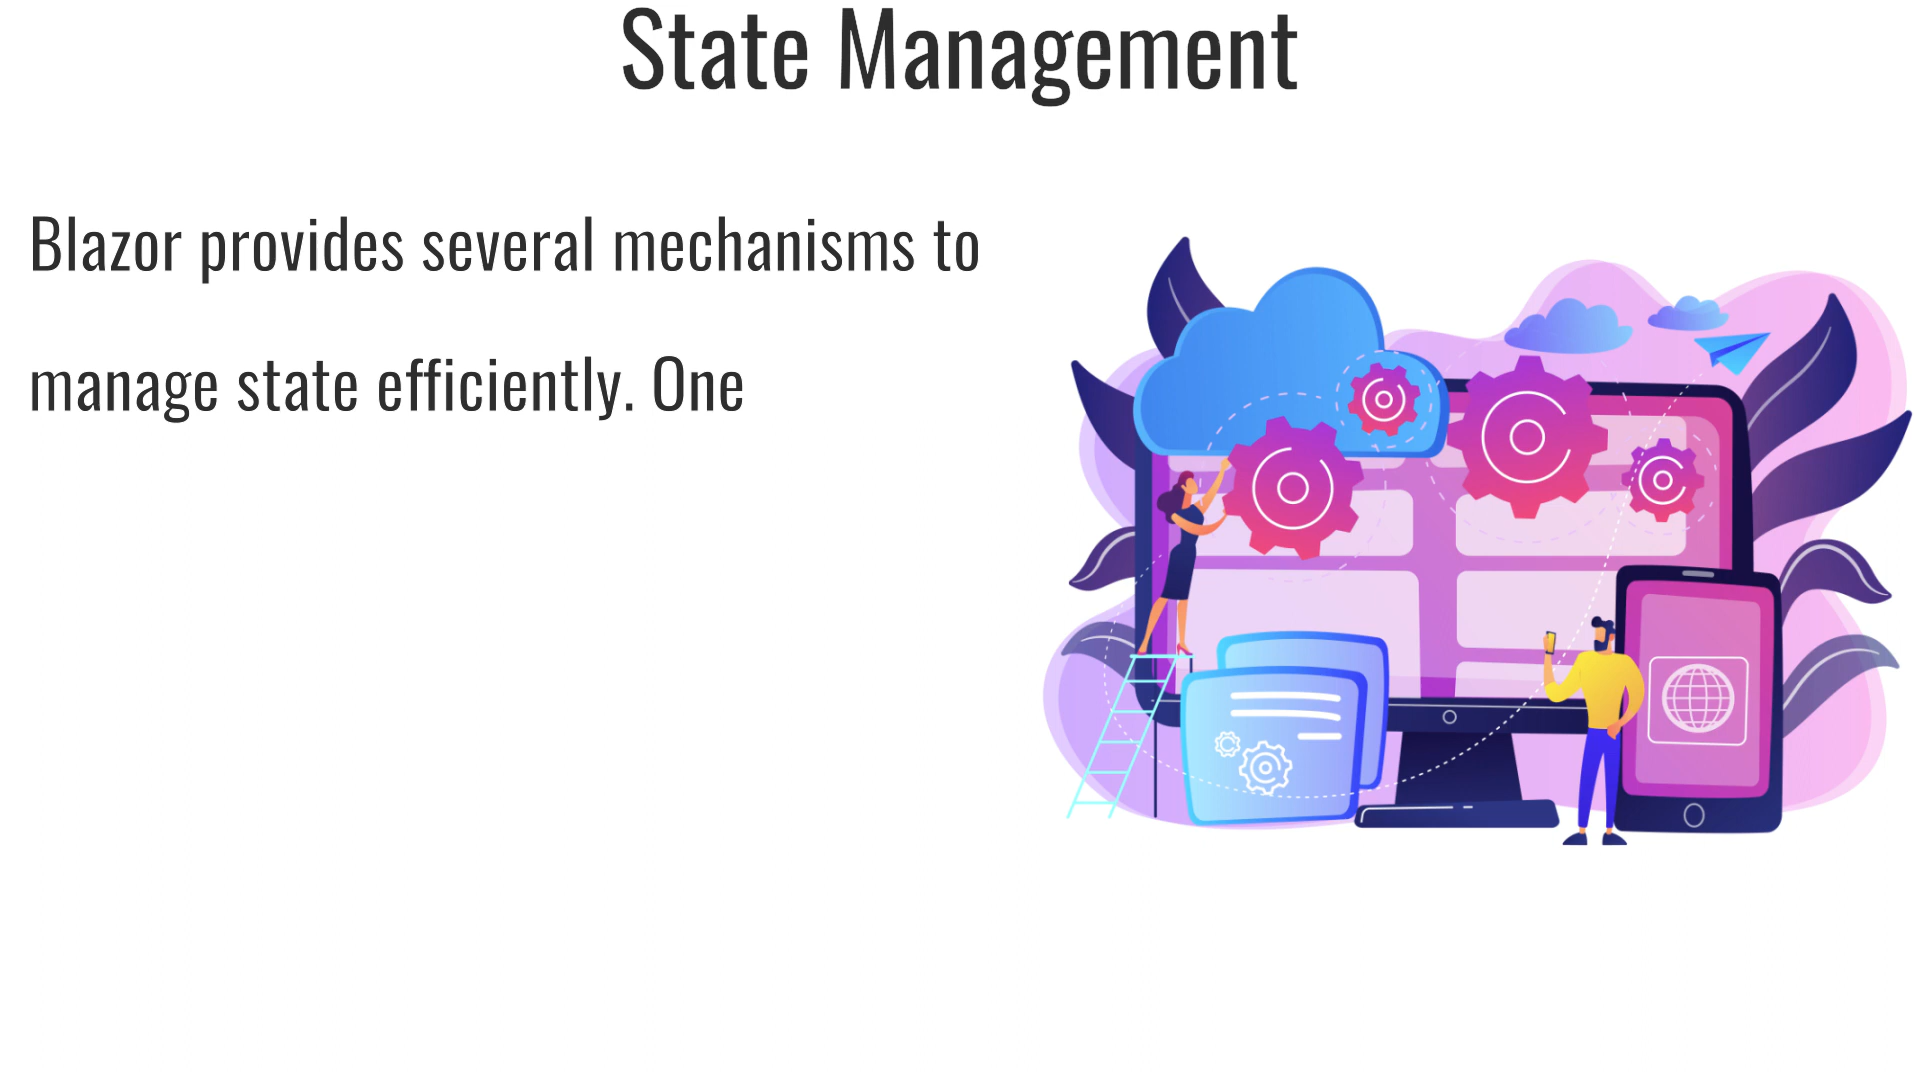 State Management
Blazor provides several mechanisms to
manage state efficiently. One